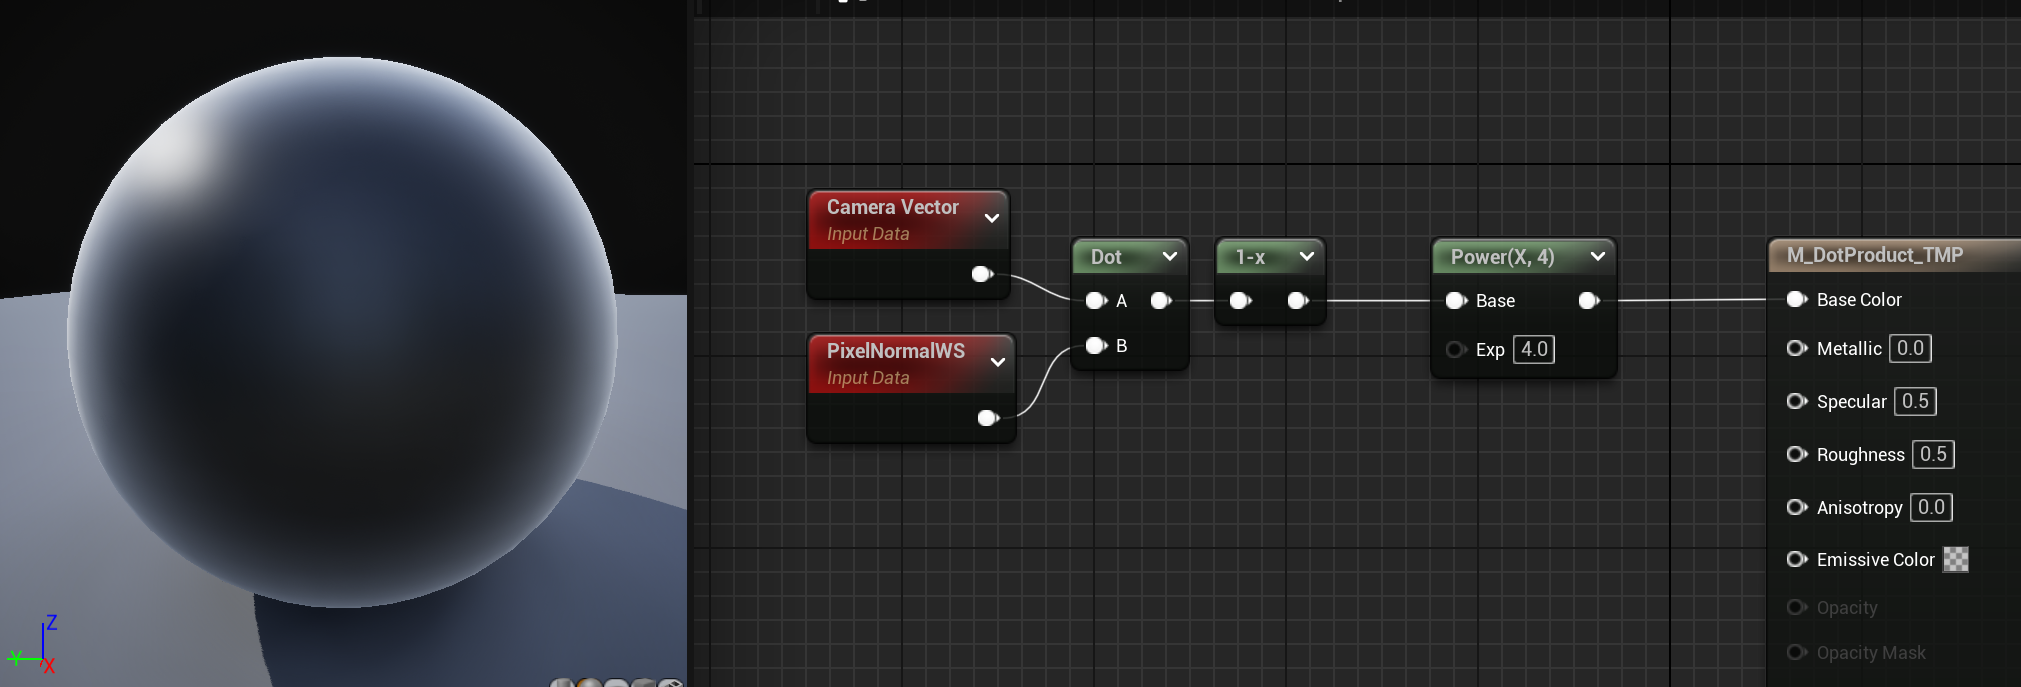 Camera Vector
Input Data
PixelNormalWS
Input Data
Dot
A
B
1-x
Power(X, 4)
Base
Exp 4.0
M_DotProduct_TMP
Base Color
Metallic 0.0
Specular 0.5
Roughness 0.5
Anisotropy 0.0
Emissive Color
Opacity
Opacity Mask
Z
Y
X